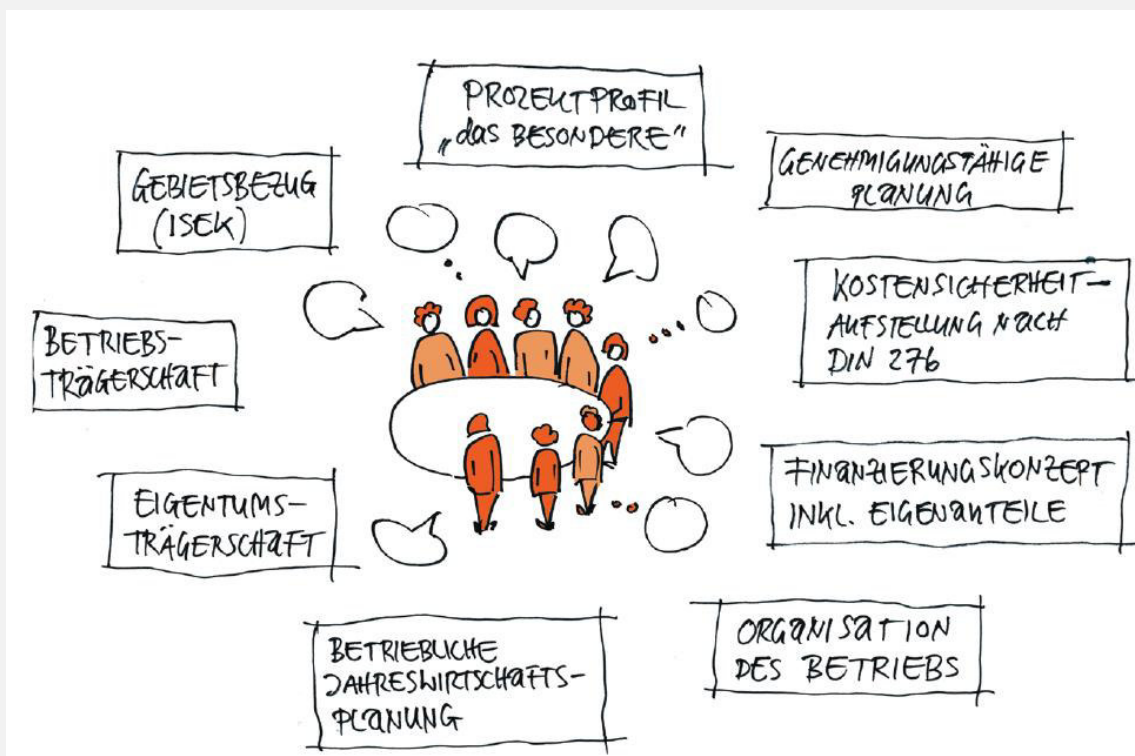 PROJEKTPROFIL
„das BESONDERE"
GENEHMIGUNGSFÄHIGE
PLANUNG
KOSTENSICHERHEIT –
AUFSTELLUNG NACH
DIN 276
FINANZIERUNGSKONZEPT
INKL. EIGENANTEILE
ORGANISATION
DES BETRIEBS
BETRIEBLICHE
JAHRESWIRTSCHAFTS-
PLANUNG
EIGENTUMS-
TRÄGERSCHAFT
BETRIEBS-
TRÄGERSCHAFT
GEBIETSBEZUG
(ISEK)